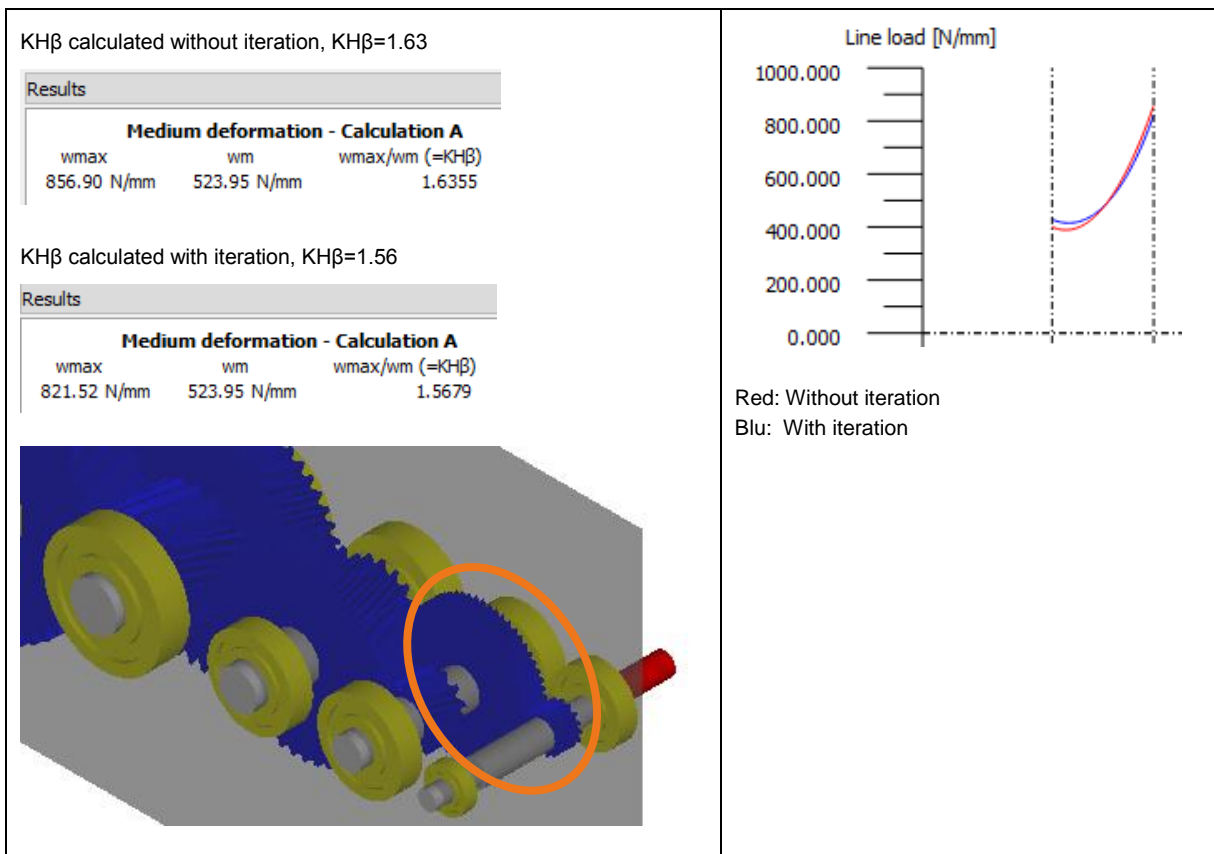 KHβ calculated without iteration, KHβ=1.63
Results
Medium deformation - Calculation A
wmax wm wmax/wm (=KHβ)
856.90 N/mm 523.95 N/mm 1.6355
KHβ calculated with iteration, KHβ=1.56
Results
Medium deformation - Calculation A
wmax wm wmax/wm (=KHβ)
821.52 N/mm 523.95 N/mm 1.5679
Line load [N/mm]
1000.000
800.000
600.000
400.000
200.000
0.000
Red: Without iteration
Blu: With iteration